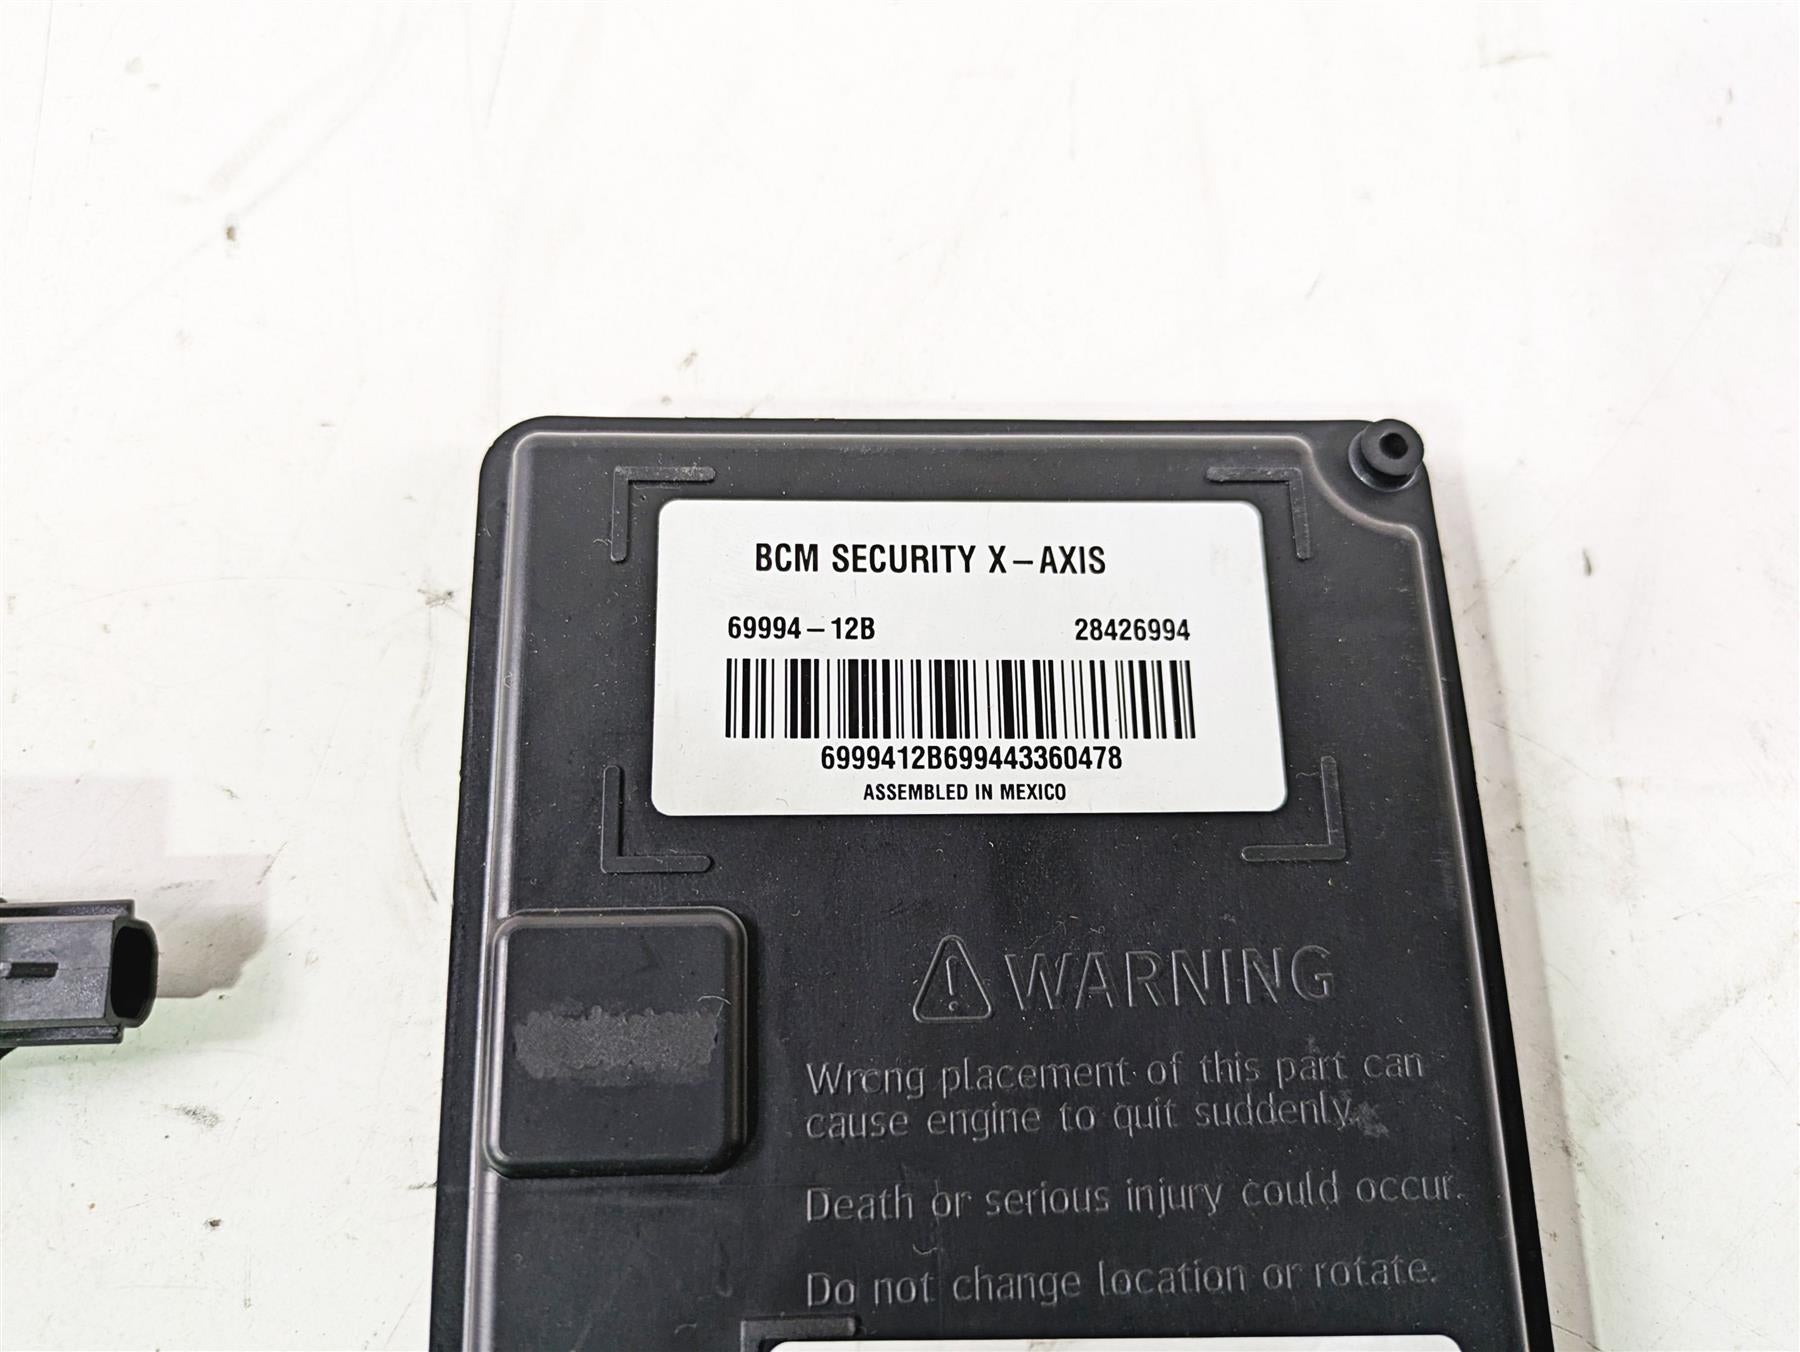 BCM SECURITY X-AXIS
69994-12B 28426994
6999412B699443360478
ASSEMBLED IN MEXICO
WARNING
Wrong placement of this part can
cause engine to quit suddenly.
Death or serious injury could occur.
Do not change location or rotate.